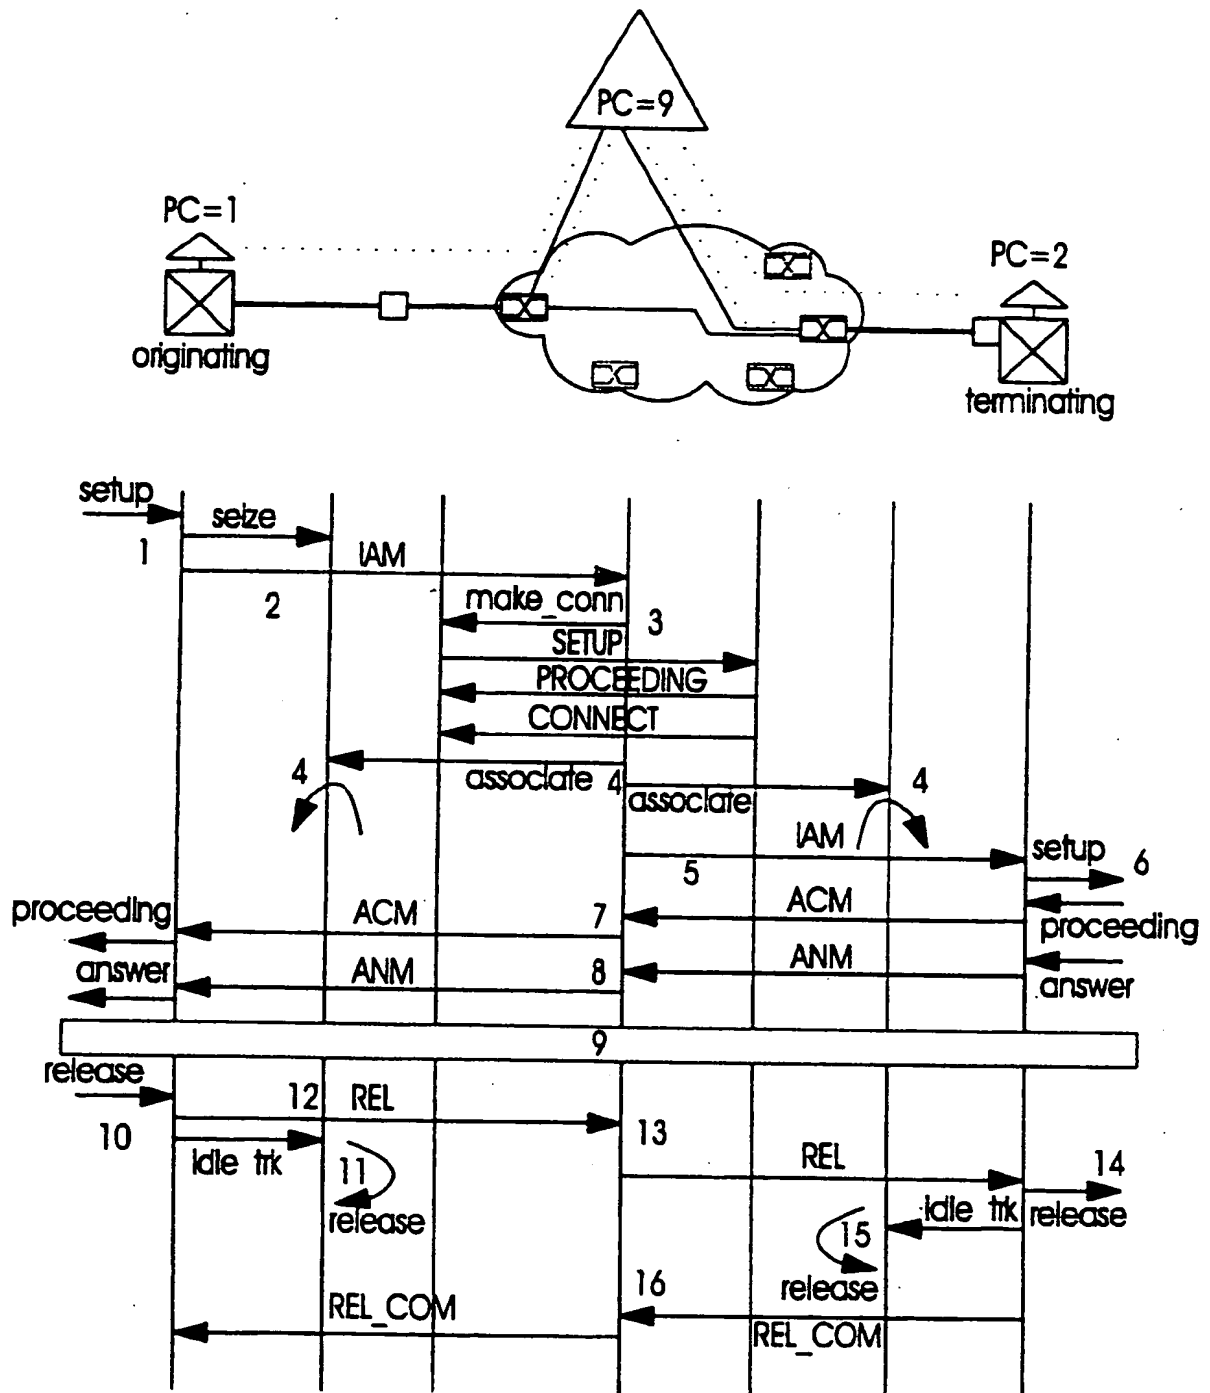 PC=9
PC=1
PC=2
originating
terminating
setup
seize
1
IAM
2
make_conn
3
SETUP
PROCEEDING
CONNECT
4
associate
4
associate
4
IAM
setup
5
6
proceeding
ACM
7
ACM
proceeding
answer
ANM
8
ANM
answer
9
release
12
REL
10
13
idle trk
11
REL
14
release
idle trk
release
15
release
16
REL_COM
REL_COM